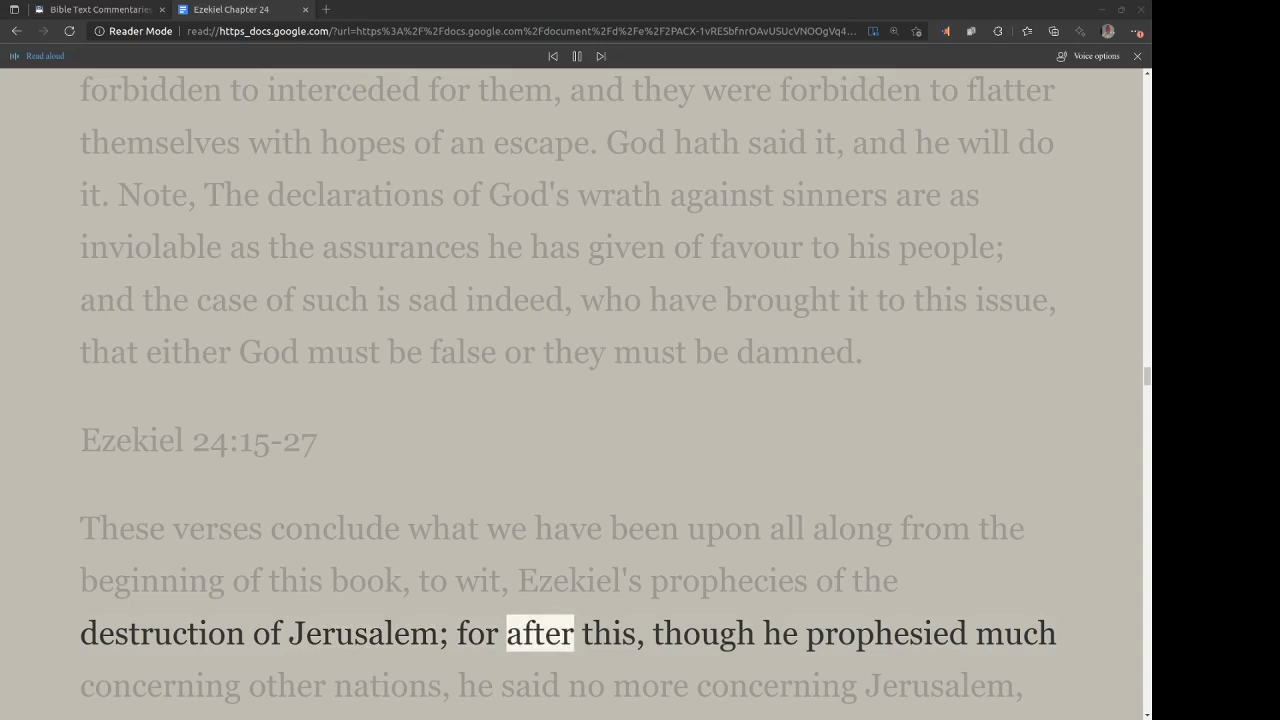 Bible Text Commentaries
Ezekiel Chapter 24
Reader Mode
read://https_docs.google.com/?url=https%3A%2F%2Fdocs.google.com%2Fdocument%2Fd%2Fe%2F2PACX-1vRESbfnrOAvUSUcVNOOgVq4...
Read aloud
Voice options
forbidden to interceded for them, and they were forbidden to flatter
themselves with hopes of an escape. God hath said it, and he will do
it. Note, The declarations of God's wrath against sinners are as
inviolable as the assurances he has given of favour to his people;
and the case of such is sad indeed, who have brought it to this issue,
that either God must be false or they must be damned.
Ezekiel 24:15-27
These verses conclude what we have been upon all along from the
beginning of this book, to wit, Ezekiel's prophecies of the
destruction of Jerusalem; for after this, though he prophesied much
concerning other nations, he said no more concerning Jerusalem,